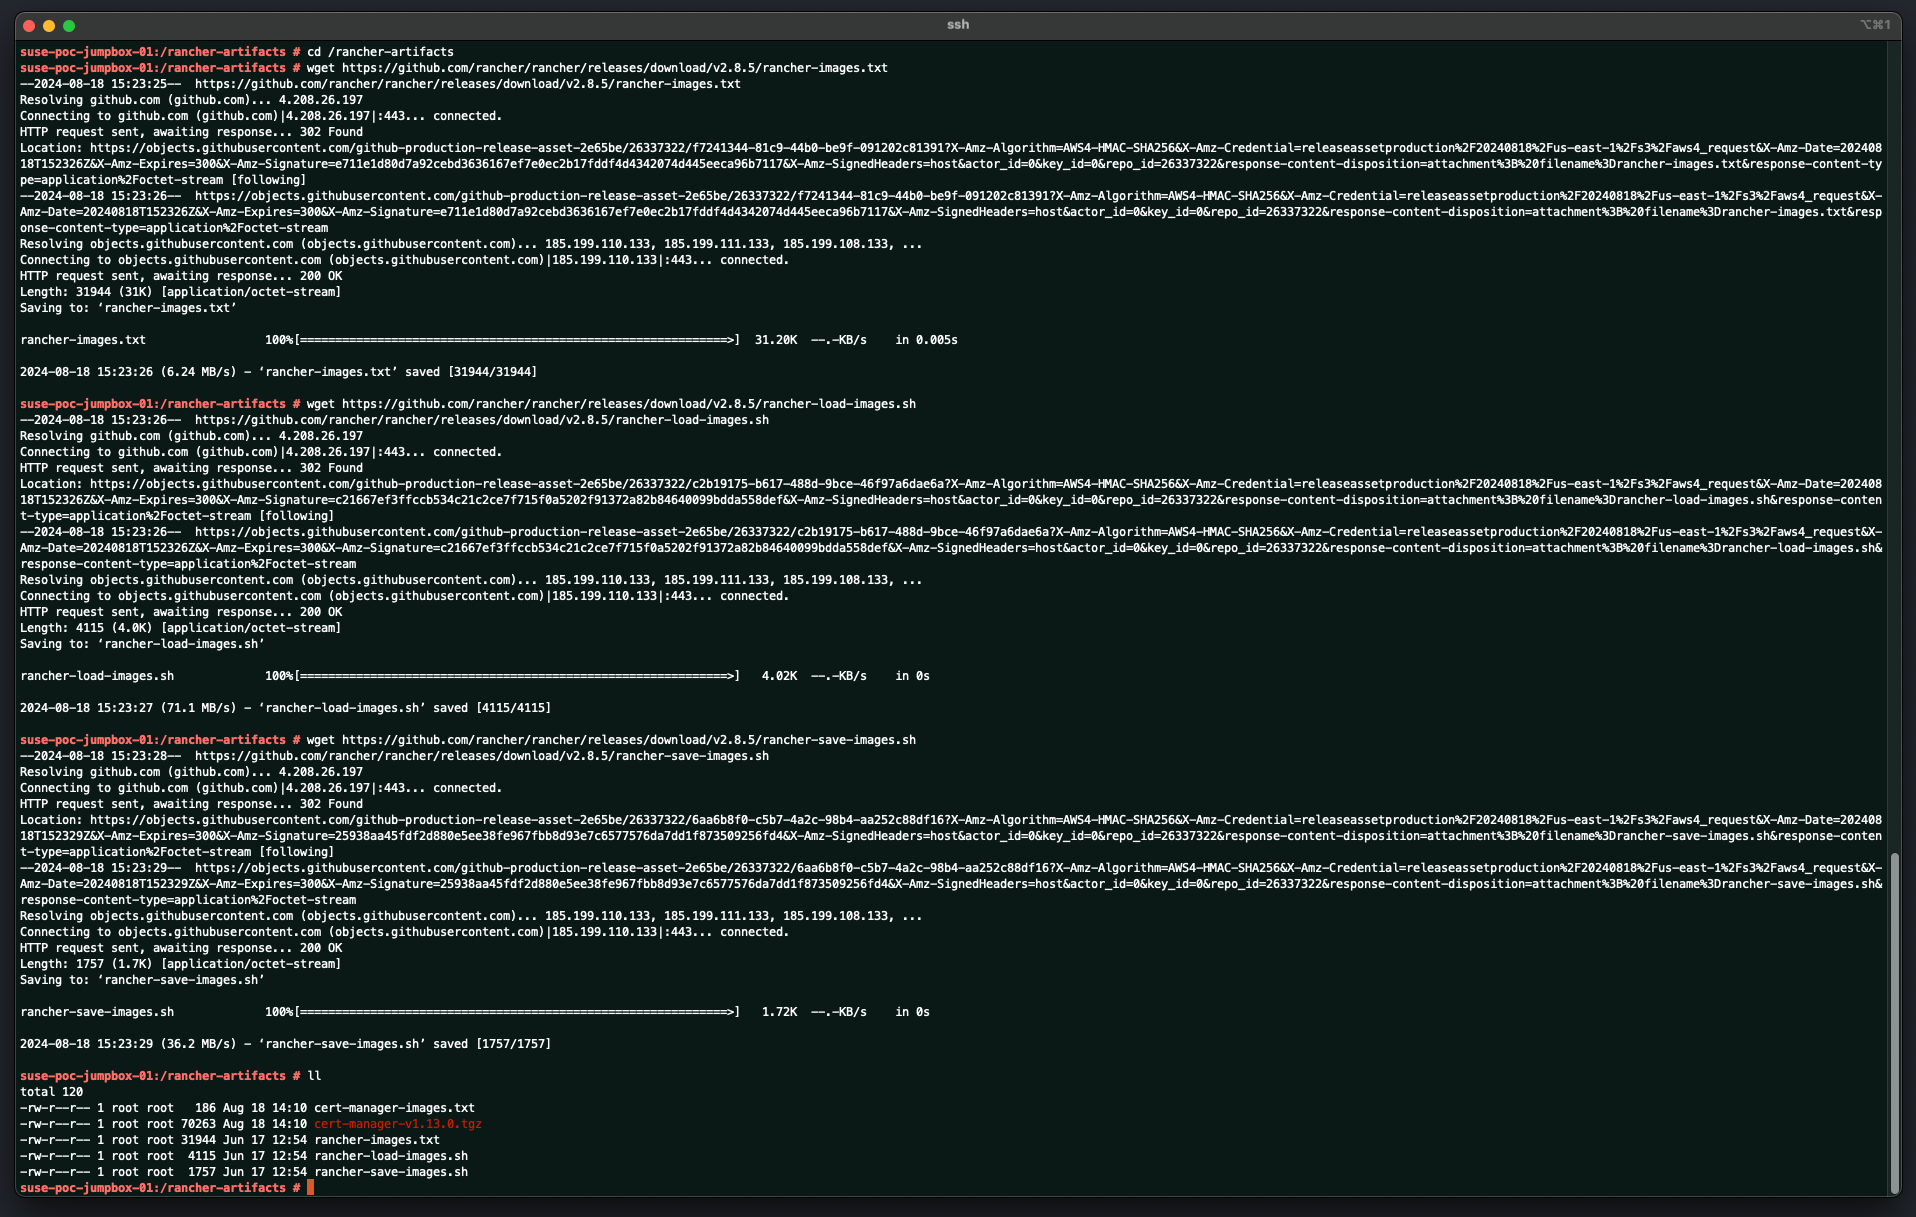 ssh
⌥⌘1
suse-poc-jumpbox-01:/rancher-artifacts # cd /rancher-artifacts
suse-poc-jumpbox-01:/rancher-artifacts # wget https://github.com/rancher/rancher/releases/download/v2.8.5/rancher-images.txt
--2024-08-18 15:23:25--  https://github.com/rancher/rancher/releases/download/v2.8.5/rancher-images.txt
Resolving github.com (github.com)... 4.208.26.197
Connecting to github.com (github.com)|4.208.26.197|:443... connected.
HTTP request sent, awaiting response... 302 Found
Location: https://objects.githubusercontent.com/github-production-release-asset-2e65be/26337322/f7241344-81c9-44b0-be9f-091202c81391?X-Amz-Algorithm=AWS4-HMAC-SHA256&X-Amz-Credential=releaseassetproduction%2F20240818%2Fus-east-1%2Fs3%2Faws4_request&X-Amz-Date=202408
18T152326Z&X-Amz-Expires=300&X-Amz-Signature=e711e1d80d7a92cebd3636167ef7e0ec2b17fddf4d4342074d445eeca96b7117&X-Amz-SignedHeaders=host&actor_id=0&key_id=0&repo_id=26337322&response-content-disposition=attachment%3B%20filename%3Drancher-images.txt&response-content-ty
pe=application%2Foctet-stream [following]
--2024-08-18 15:23:26--  https://objects.githubusercontent.com/github-production-release-asset-2e65be/26337322/f7241344-81c9-44b0-be9f-091202c81391?X-Amz-Algorithm=AWS4-HMAC-SHA256&X-Amz-Credential=releaseassetproduction%2F20240818%2Fus-east-1%2Fs3%2Faws4_request&X-
Amz-Date=20240818T152326Z&X-Amz-Expires=300&X-Amz-Signature=e711e1d80d7a92cebd3636167ef7e0ec2b17fddf4d4342074d445eeca96b7117&X-Amz-SignedHeaders=host&actor_id=0&key_id=0&repo_id=26337322&response-content-disposition=attachment%3B%20filename%3Drancher-images.txt&resp
onse-content-type=application%2Foctet-stream
Resolving objects.githubusercontent.com (objects.githubusercontent.com)... 185.199.110.133, 185.199.111.133, 185.199.108.133, ...
Connecting to objects.githubusercontent.com (objects.githubusercontent.com)|185.199.110.133|:443... connected.
HTTP request sent, awaiting response... 200 OK
Length: 31944 (31K) [application/octet-stream]
Saving to: ‘rancher-images.txt’
rancher-images.txt                 100%[=============================================================>]  31.20K  --.-KB/s    in 0.005s
2024-08-18 15:23:26 (6.24 MB/s) - ‘rancher-images.txt’ saved [31944/31944]
suse-poc-jumpbox-01:/rancher-artifacts # wget https://github.com/rancher/rancher/releases/download/v2.8.5/rancher-load-images.sh
--2024-08-18 15:23:26--  https://github.com/rancher/rancher/releases/download/v2.8.5/rancher-load-images.sh
Resolving github.com (github.com)... 4.208.26.197
Connecting to github.com (github.com)|4.208.26.197|:443... connected.
HTTP request sent, awaiting response... 302 Found
Location: https://objects.githubusercontent.com/github-production-release-asset-2e65be/26337322/c2b19175-b617-488d-9bce-46f97a6dae6a?X-Amz-Algorithm=AWS4-HMAC-SHA256&X-Amz-Credential=releaseassetproduction%2F20240818%2Fus-east-1%2Fs3%2Faws4_request&X-Amz-Date=202408
18T152326Z&X-Amz-Expires=300&X-Amz-Signature=c21667ef3ffccb534c21c2ce7f715f0a5202f91372a82b84640099bdda558def&X-Amz-SignedHeaders=host&actor_id=0&key_id=0&repo_id=26337322&response-content-disposition=attachment%3B%20filename%3Drancher-load-images.sh&response-conten
t-type=application%2Foctet-stream [following]
--2024-08-18 15:23:26--  https://objects.githubusercontent.com/github-production-release-asset-2e65be/26337322/c2b19175-b617-488d-9bce-46f97a6dae6a?X-Amz-Algorithm=AWS4-HMAC-SHA256&X-Amz-Credential=releaseassetproduction%2F20240818%2Fus-east-1%2Fs3%2Faws4_request&X-
Amz-Date=20240818T152326Z&X-Amz-Expires=300&X-Amz-Signature=c21667ef3ffccb534c21c2ce7f715f0a5202f91372a82b84640099bdda558def&X-Amz-SignedHeaders=host&actor_id=0&key_id=0&repo_id=26337322&response-content-disposition=attachment%3B%20filename%3Drancher-load-images.sh&
response-content-type=application%2Foctet-stream
Resolving objects.githubusercontent.com (objects.githubusercontent.com)... 185.199.110.133, 185.199.111.133, 185.199.108.133, ...
Connecting to objects.githubusercontent.com (objects.githubusercontent.com)|185.199.110.133|:443... connected.
HTTP request sent, awaiting response... 200 OK
Length: 4115 (4.0K) [application/octet-stream]
Saving to: ‘rancher-load-images.sh’
rancher-load-images.sh             100%[=============================================================>]   4.02K  --.-KB/s    in 0s
2024-08-18 15:23:27 (71.1 MB/s) - ‘rancher-load-images.sh’ saved [4115/4115]
suse-poc-jumpbox-01:/rancher-artifacts # wget https://github.com/rancher/rancher/releases/download/v2.8.5/rancher-save-images.sh
--2024-08-18 15:23:28--  https://github.com/rancher/rancher/releases/download/v2.8.5/rancher-save-images.sh
Resolving github.com (github.com)... 4.208.26.197
Connecting to github.com (github.com)|4.208.26.197|:443... connected.
HTTP request sent, awaiting response... 302 Found
Location: https://objects.githubusercontent.com/github-production-release-asset-2e65be/26337322/6aa6b8f0-c5b7-4a2c-98b4-aa252c88df16?X-Amz-Algorithm=AWS4-HMAC-SHA256&X-Amz-Credential=releaseassetproduction%2F20240818%2Fus-east-1%2Fs3%2Faws4_request&X-Amz-Date=202408
18T152329Z&X-Amz-Expires=300&X-Amz-Signature=25938aa45fdf2d880e5ee38fe967fbb8d93e7c6577576da7dd1f873509256fd4&X-Amz-SignedHeaders=host&actor_id=0&key_id=0&repo_id=26337322&response-content-disposition=attachment%3B%20filename%3Drancher-save-images.sh&response-conten
t-type=application%2Foctet-stream [following]
--2024-08-18 15:23:29--  https://objects.githubusercontent.com/github-production-release-asset-2e65be/26337322/6aa6b8f0-c5b7-4a2c-98b4-aa252c88df16?X-Amz-Algorithm=AWS4-HMAC-SHA256&X-Amz-Credential=releaseassetproduction%2F20240818%2Fus-east-1%2Fs3%2Faws4_request&X-
Amz-Date=20240818T152329Z&X-Amz-Expires=300&X-Amz-Signature=25938aa45fdf2d880e5ee38fe967fbb8d93e7c6577576da7dd1f873509256fd4&X-Amz-SignedHeaders=host&actor_id=0&key_id=0&repo_id=26337322&response-content-disposition=attachment%3B%20filename%3Drancher-save-images.sh&
response-content-type=application%2Foctet-stream
Resolving objects.githubusercontent.com (objects.githubusercontent.com)... 185.199.110.133, 185.199.111.133, 185.199.108.133, ...
Connecting to objects.githubusercontent.com (objects.githubusercontent.com)|185.199.110.133|:443... connected.
HTTP request sent, awaiting response... 200 OK
Length: 1757 (1.7K) [application/octet-stream]
Saving to: ‘rancher-save-images.sh’
rancher-save-images.sh             100%[=============================================================>]   1.72K  --.-KB/s    in 0s
2024-08-18 15:23:29 (36.2 MB/s) - ‘rancher-save-images.sh’ saved [1757/1757]
suse-poc-jumpbox-01:/rancher-artifacts # ll
total 120
-rw-r--r-- 1 root root   186 Aug 18 14:10 cert-manager-images.txt
-rw-r--r-- 1 root root 70263 Aug 18 14:10 cert-manager-v1.13.0.tgz
-rw-r--r-- 1 root root 31944 Jun 17 12:54 rancher-images.txt
-rw-r--r-- 1 root root  4115 Jun 17 12:54 rancher-load-images.sh
-rw-r--r-- 1 root root  1757 Jun 17 12:54 rancher-save-images.sh
suse-poc-jumpbox-01:/rancher-artifacts #